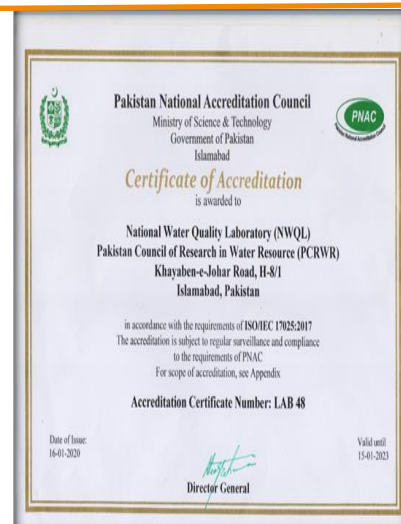 Pakistan National Accreditation Council
PNAC
Ministry of Science & Technology
Government of Pakistan
Islamabad
Certificate of Accreditation
is awarded to
National Water Quality Laboratory (NWQL)
Pakistan Council of Research in Water Resource (PCRWR)
Khayaben-e-Johar Road, H-8/1
Islamabad, Pakistan
in accordance with the requirements of ISO/IEC 17025:2017
The accreditation is subject to regular surveillance and compliance
to the requirements of PNAC
For scope of accreditation, see Appendix
Accreditation Certificate Number: LAB 48
Date of Issue:
16-01-2020
Valid until
15-01-2023
Director General